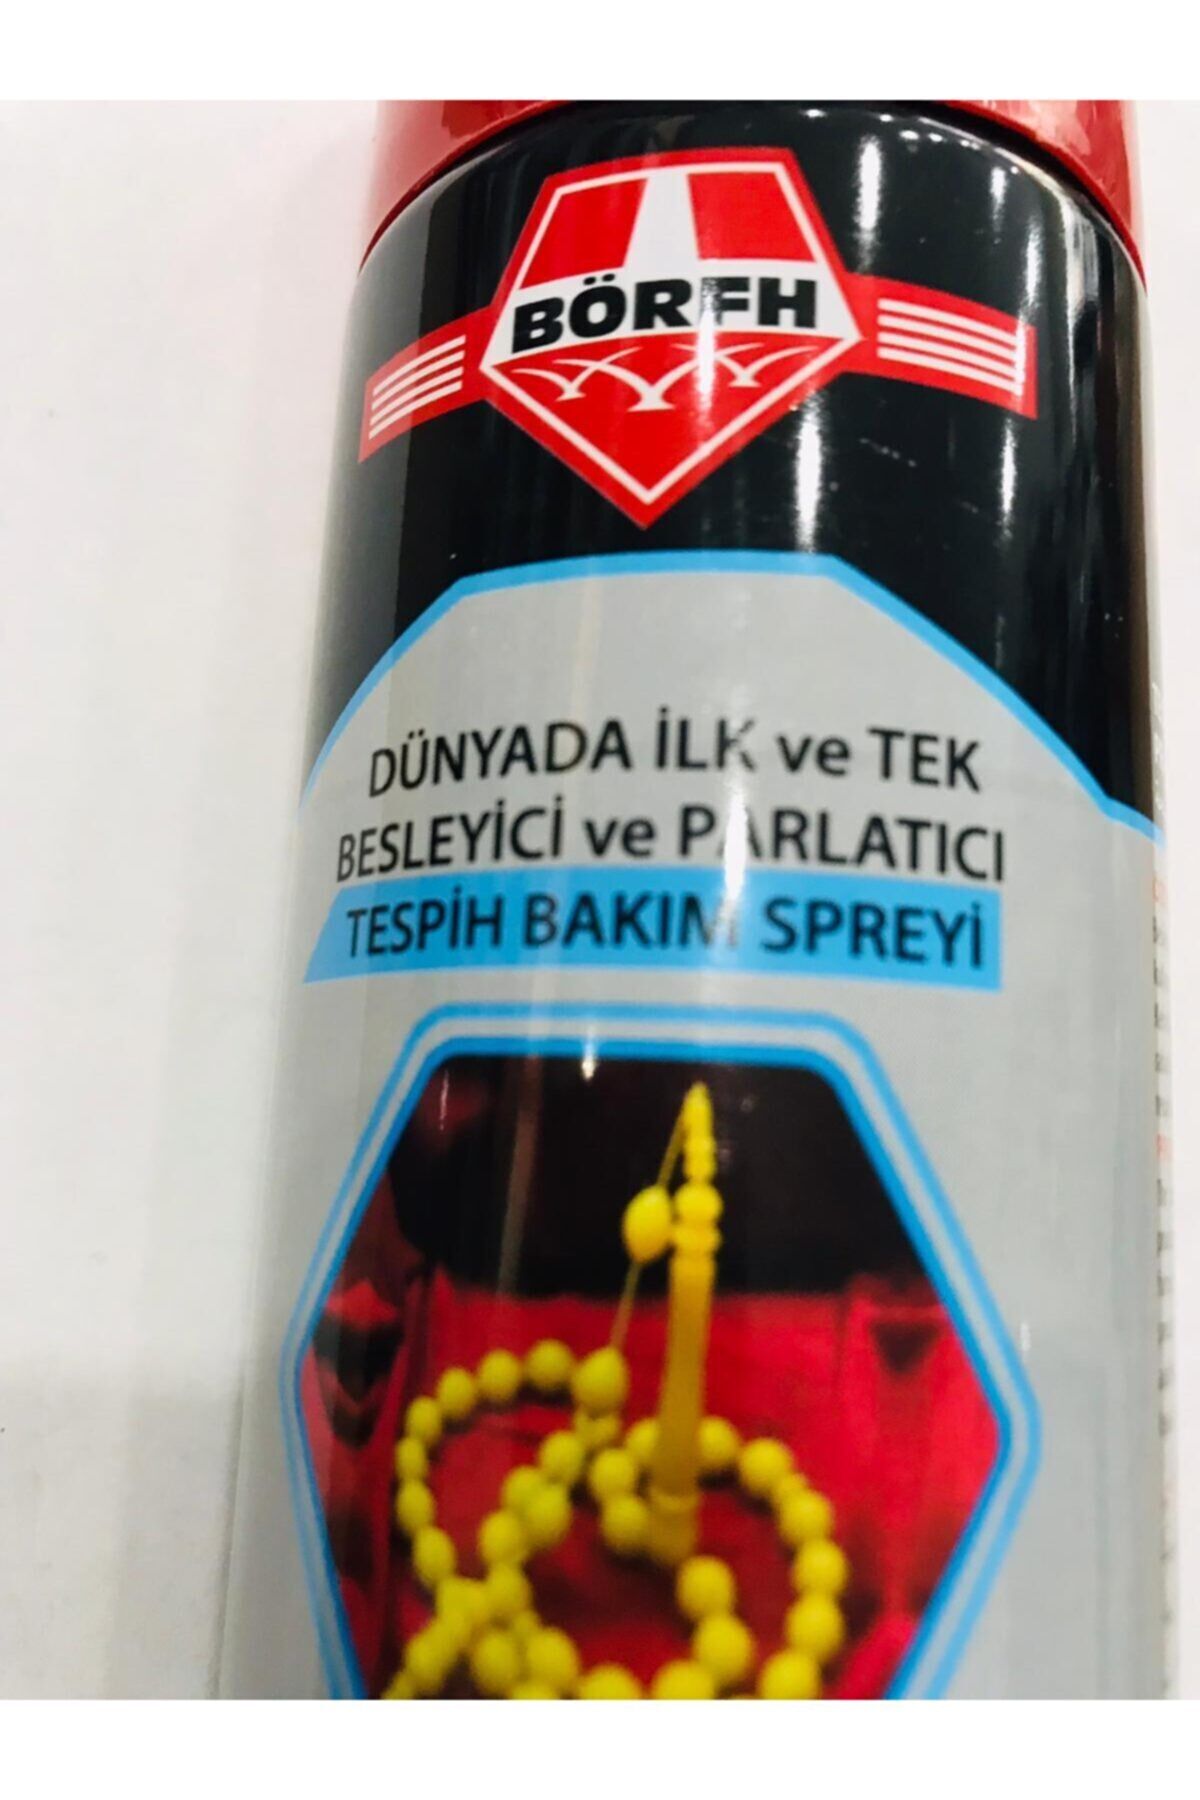 BÖRFH
DÜNYADA İLK ve TEK
BESLEYİCİ ve PARLATICI
TESPİH BAKIM SPREYİ